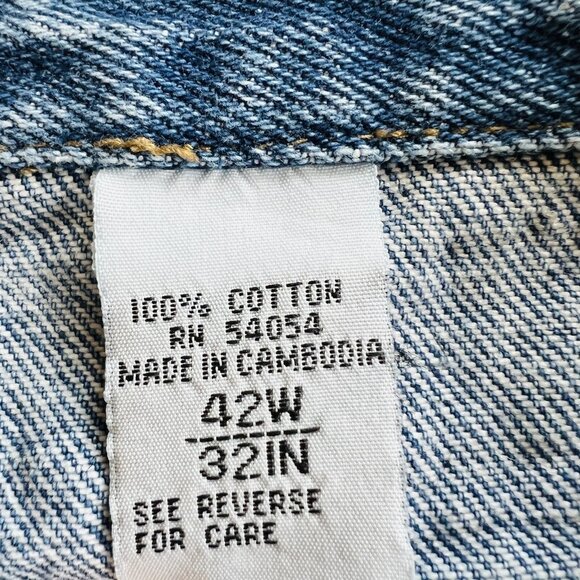 100% COTTON
RN 54054
MADE IN CAMBODIA
42W
32IN
SEE REVERSE
FOR CARE